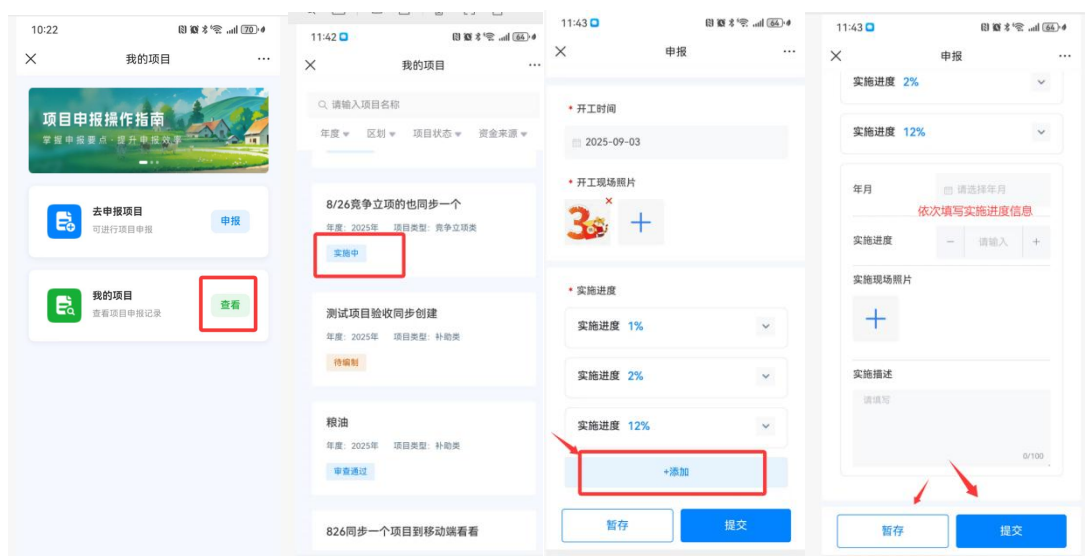 10:22
70
我的项目
项目申报操作指南
掌握申报要点·提升申报效率
去申报项目
可进行项目申报
申报
我的项目
查看项目申报记录
查看
11:42
64
我的项目
请输入项目名称
年度 区划 项目状态 资金来源
8/26竞争立项的也同步一个
年度：2025年 项目类型：竞争立项类
实施中
测试项目验收同步创建
年度：2025年 项目类型：补助类
待编制
粮油
年度：2025年 项目类型：补助类
审查通过
826同步一个项目到移动端看看
11:43
64
申报
* 开工时间
2025-09-03
* 开工现场照片
* 实施进度
实施进度 1%
实施进度 2%
实施进度 12%
+添加
暂存
提交
11:43
64
申报
实施进度 2%
实施进度 12%
年月
请选择年月
依次填写实施进度信息
实施进度
− 请输入 +
实施现场照片
实施描述
请填写
0/100
暂存
提交